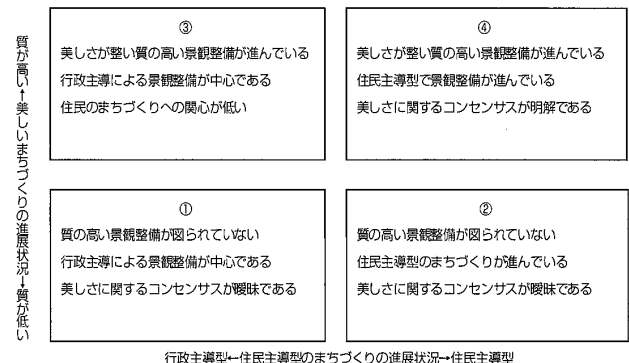 ③
美しさが整い質の高い景観整備が進んでいる
行政主導による景観整備が中心である
住民のまちづくりへの関心が低い
④
美しさが整い質の高い景観整備が進んでいる
住民主導型で景観整備が進んでいる
美しさに関するコンセンサスが明解である
質が高い←美しいまちづくりの進展状況→質が低い
①
質の高い景観整備が図られていない
行政主導による景観整備が中心である
美しさに関するコンセンサスが曖昧である
②
質の高い景観整備が図られていない
住民主導型のまちづくりが進んでいる
美しさに関するコンセンサスが曖昧である
行政主導型←住民主導型のまちづくりの進展状況→住民主導型